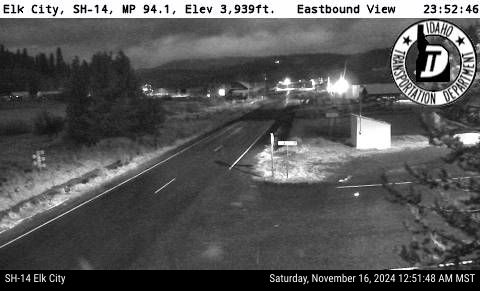 Elk City, SH-14, MP 94.1, Elev 3,939ft. Eastbound View 23:52:46
IDAHO
TRANSPORTATION DEPARTMENT
SH-14 Elk City Saturday, November 16, 2024 12:51:48 AM MST